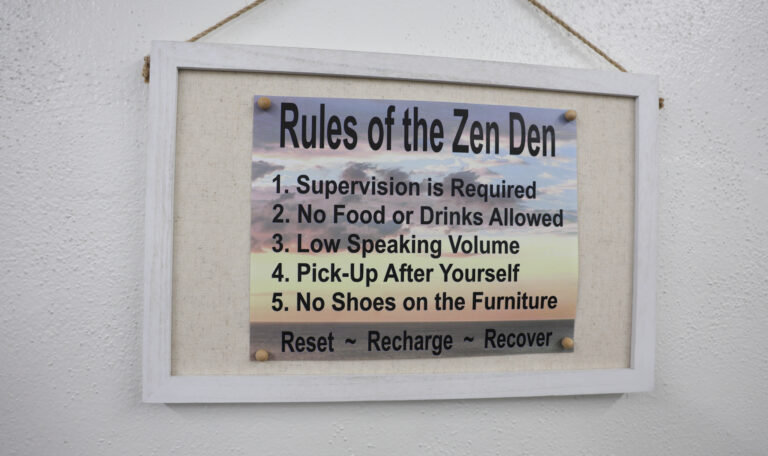 Rules of the Zen Den
1. Supervision is Required
2. No Food or Drinks Allowed
3. Low Speaking Volume
4. Pick-Up After Yourself
5. No Shoes on the Furniture
Reset ~ Recharge ~ Recover